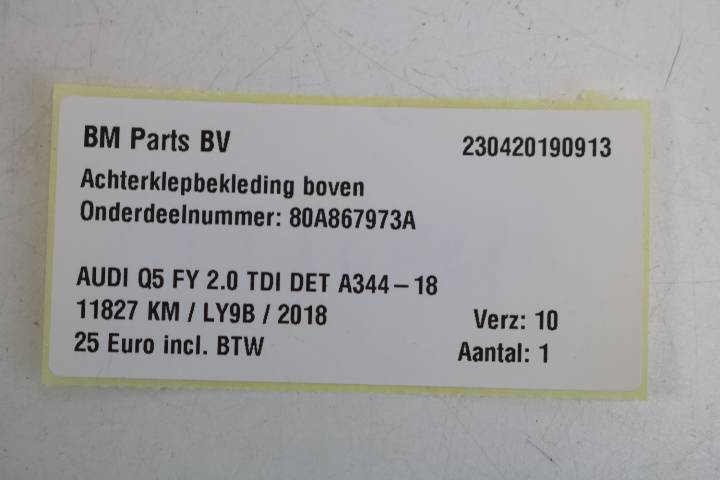 BM Parts BV 230420190913
Achterklepbekleding boven
Onderdeelnummer: 80A867973A
AUDI Q5 FY 2.0 TDI DET A344-18
11827 KM / LY9B / 2018 Verz: 10
25 Euro incl. BTW Aantal: 1